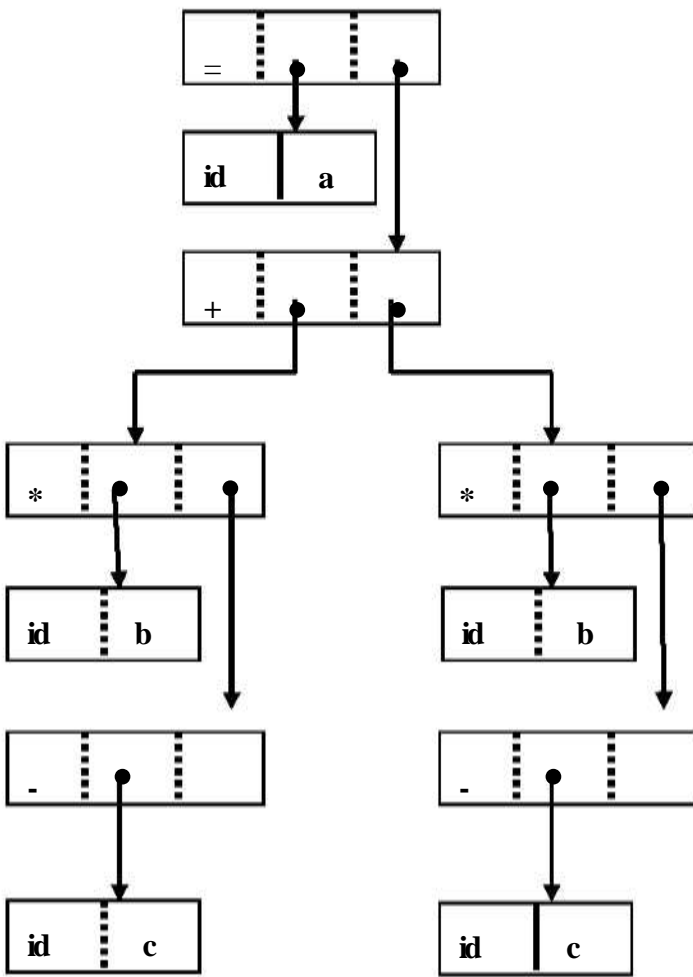 =
id a
+
* *
id b id b
- -
id c id c